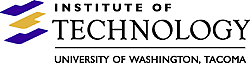 INSTITUTE OF
TECHNOLOGY
UNIVERSITY OF WASHINGTON, TACOMA